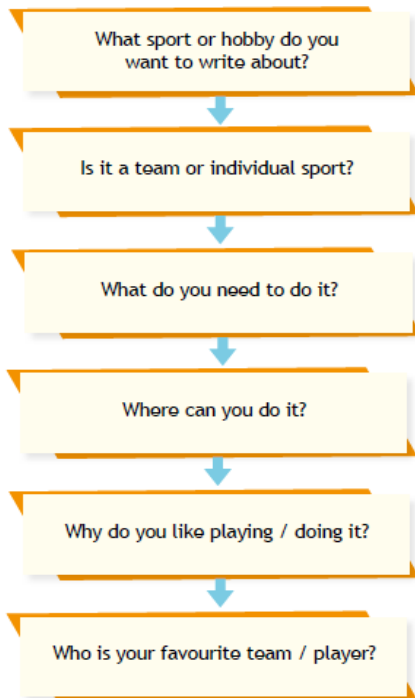 What sport or hobby do you
want to write about?
Is it a team or individual sport?
What do you need to do it?
Where can you do it?
Why do you like playing / doing it?
Who is your favourite team / player?